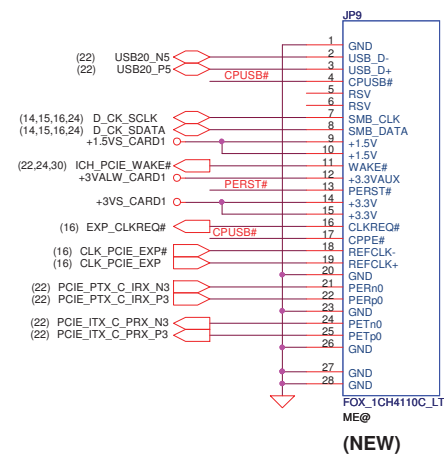 JP9
1 GND
(22) USB20_N5 2 USB_D-
(22) USB20_P5 3 USB_D+
CPUSB# 4 CPUSB#
5 RSV
6 RSV
(14,15,16,24) D_CK_SCLK 7 SMB_CLK
(14,15,16,24) D_CK_SDATA 8 SMB_DATA
+1.5VS_CARD1 9 +1.5V
10 +1.5V
(22,24,30) ICH_PCIE_WAKE# 11 WAKE#
+3VALW_CARD1 12 +3.3VAUX
PERST# 13 PERST#
+3VS_CARD1 14 +3.3V
15 +3.3V
(16) EXP_CLKREQ# 16 CLKREQ#
CPUSB# 17 CPPE#
(16) CLK_PCIE_EXP# 18 REFCLK-
(16) CLK_PCIE_EXP 19 REFCLK+
20 GND
(22) PCIE_PTX_C_IRX_N3 21 PERn0
(22) PCIE_PTX_C_IRX_P3 22 PERp0
23 GND
(22) PCIE_ITX_C_PRX_N3 24 PETn0
(22) PCIE_ITX_C_PRX_P3 25 PETp0
26 GND
27 GND
28 GND
FOX_1CH4110C_LT
ME@
(NEW)